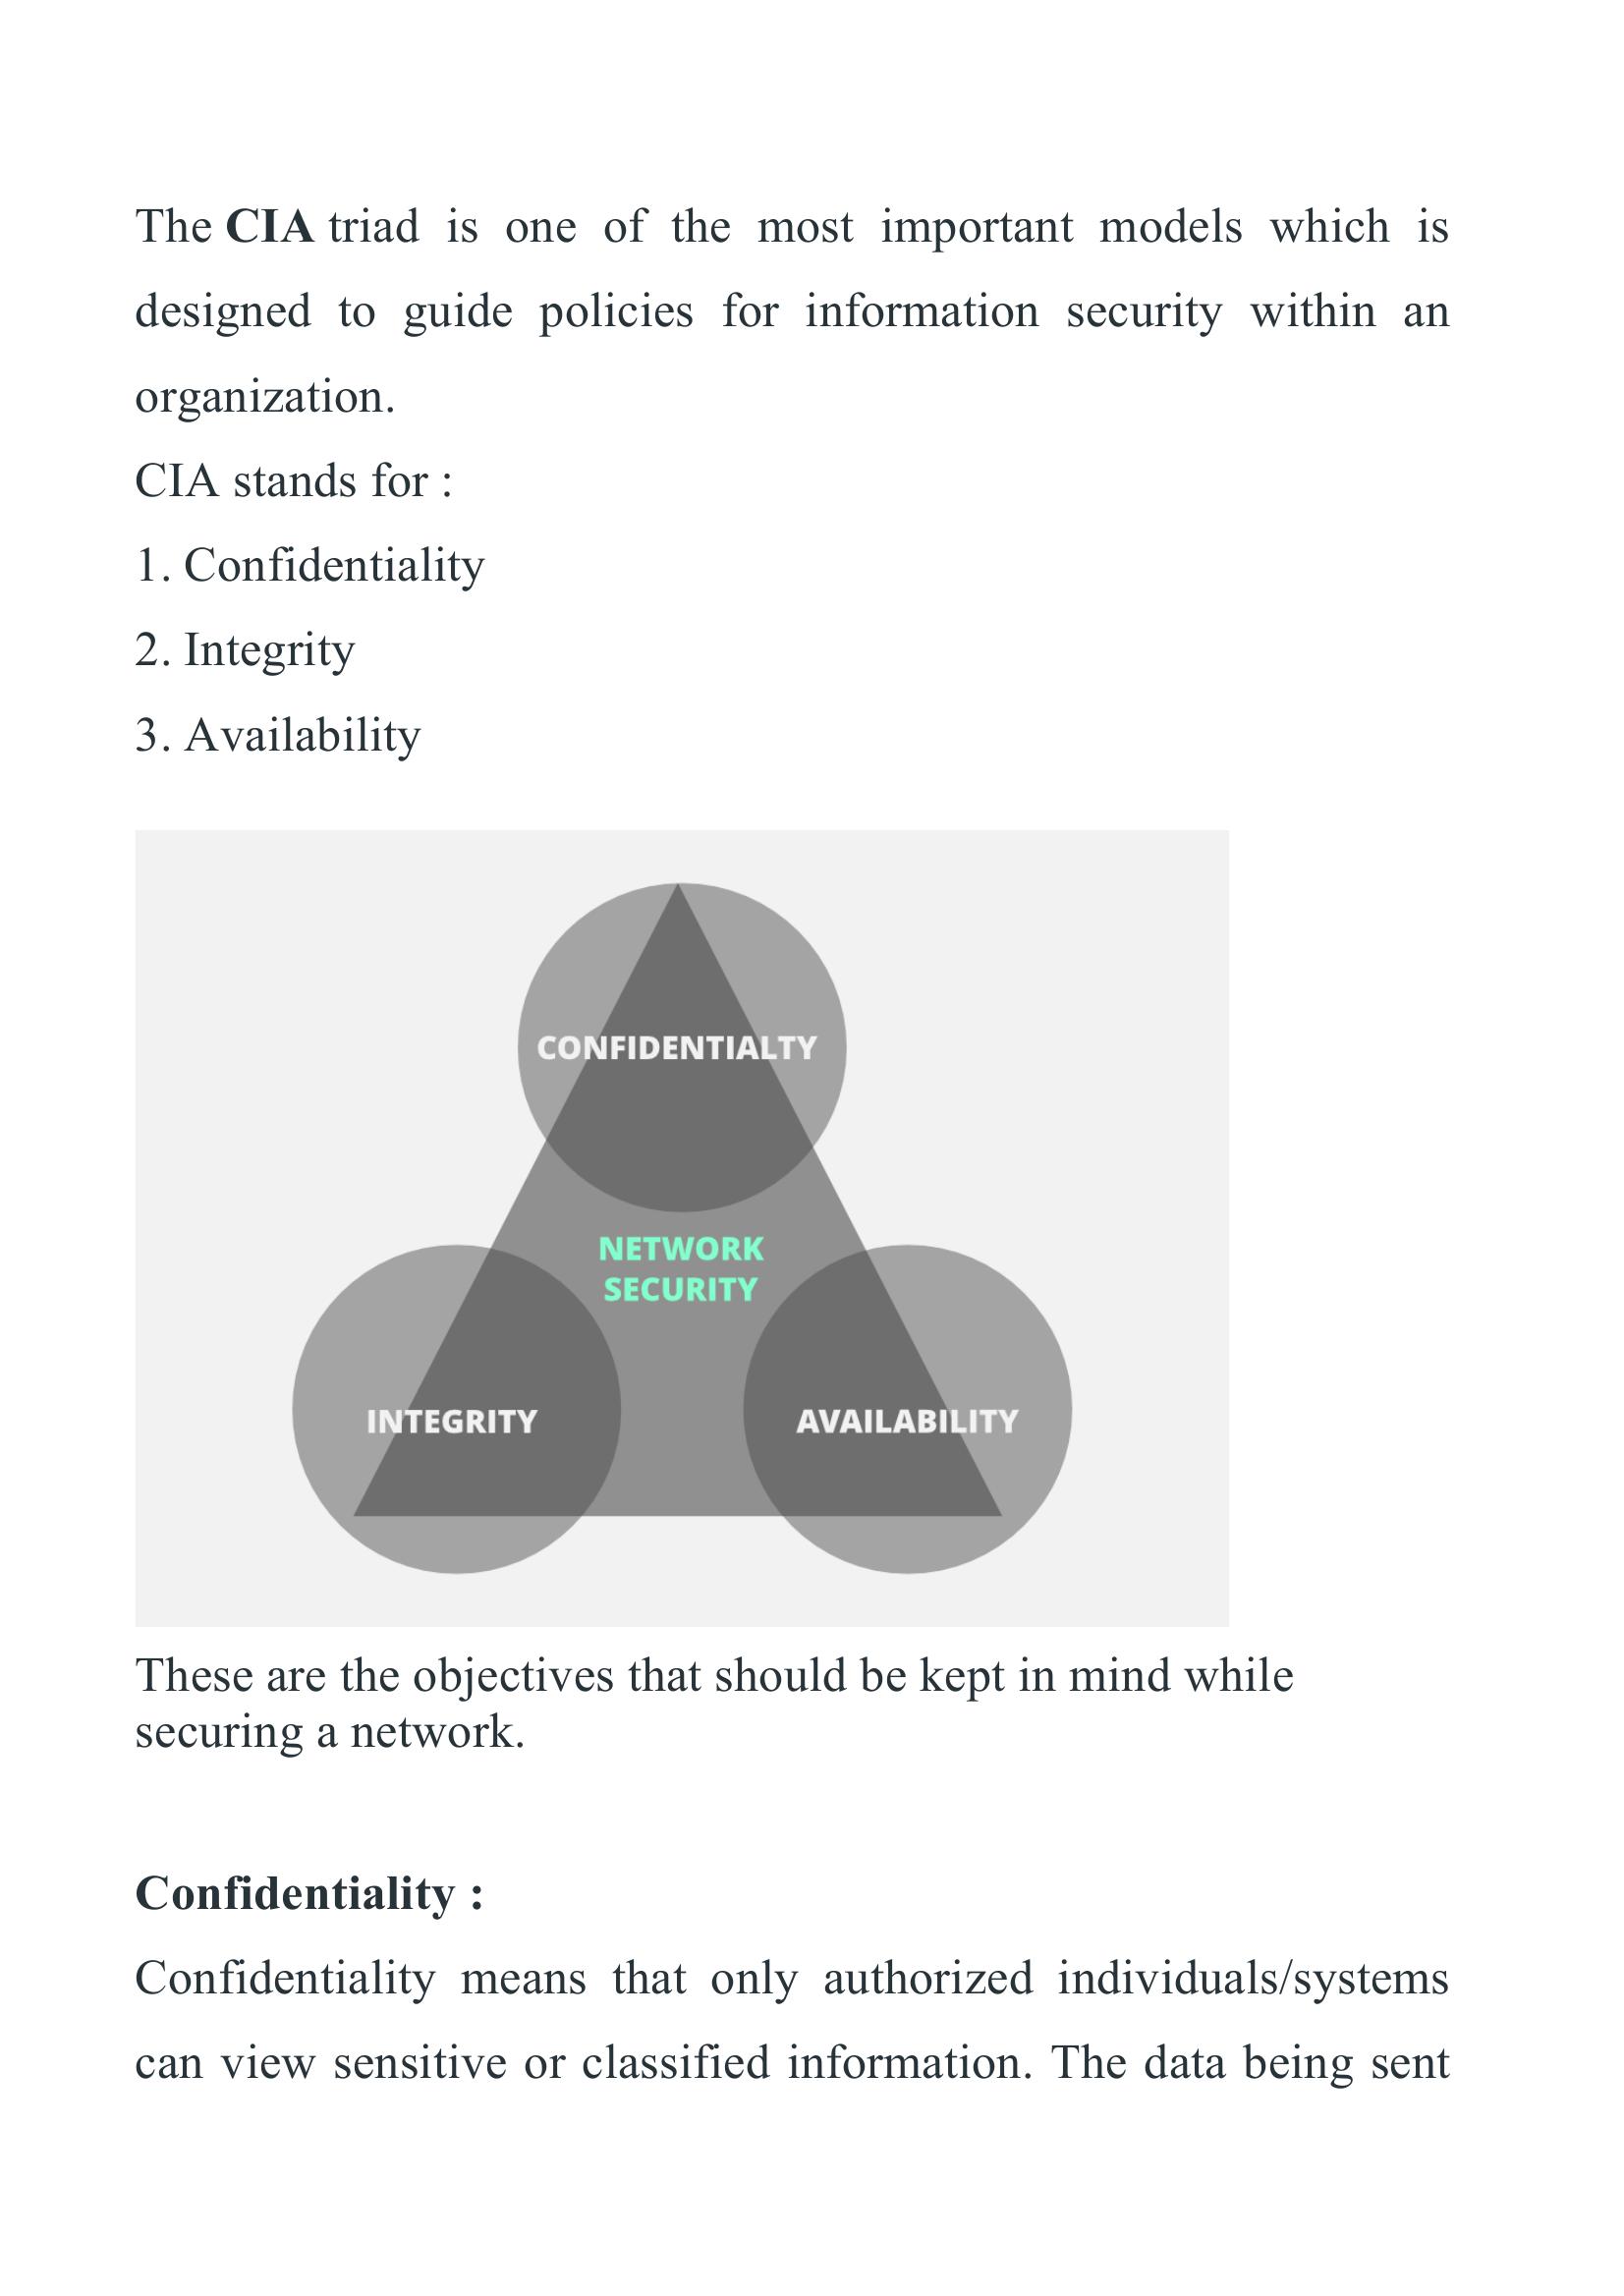 The CIA triad is one of the most important models which is
designed to guide policies for information security within an
organization.
CIA stands for :
1. Confidentiality
2. Integrity
3. Availability
CONFIDENTIALTY
NETWORK
SECURITY
INTEGRITY
AVAILABILITY
These are the objectives that should be kept in mind while
securing a network.
Confidentiality :
Confidentiality means that only authorized individuals/systems
can view sensitive or classified information. The data being sent